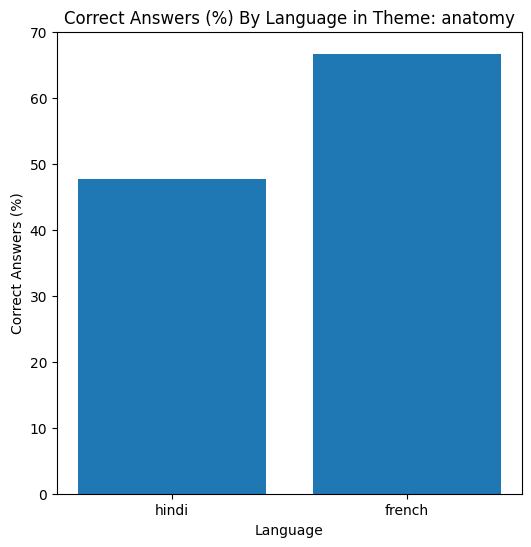 Correct Answers (%) By Language in Theme: anatomy
70
60
50
40
30
20
10
0
Correct Answers (%)
hindi
french
Language